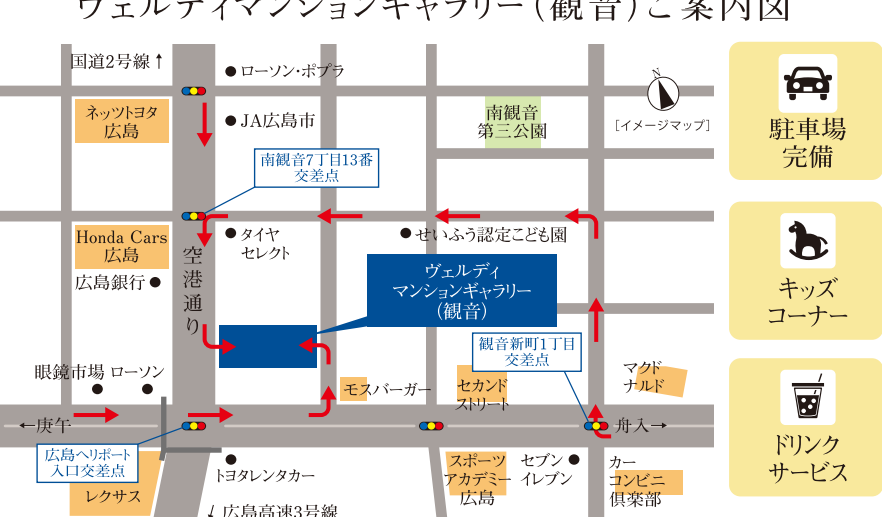 ヴェルディマンションギャラリー（観音）ご案内図
国道2号線↑
ローソン・ポプラ
ネッツトヨタ
広島
JA広島市
南観音
第三公園
N
［イメージマップ］
南観音7丁目13番
交差点
Honda Cars
広島
タイヤ
セレクト
せいふう認定こども園
広島銀行
空港通り
ヴェルディ
マンションギャラリー
（観音）
観音新町1丁目
交差点
眼鏡市場
ローソン
モスバーガー
セカンド
ストリート
マクド
ナルド
←庚午
舟入→
広島ヘリポート
入口交差点
レクサス
トヨタレンタカー
広島高速3号線
スポーツ
アカデミー
広島
セブン
イレブン
カー
コンビニ
倶楽部
駐車場
完備
キッズ
コーナー
ドリンク
サービス